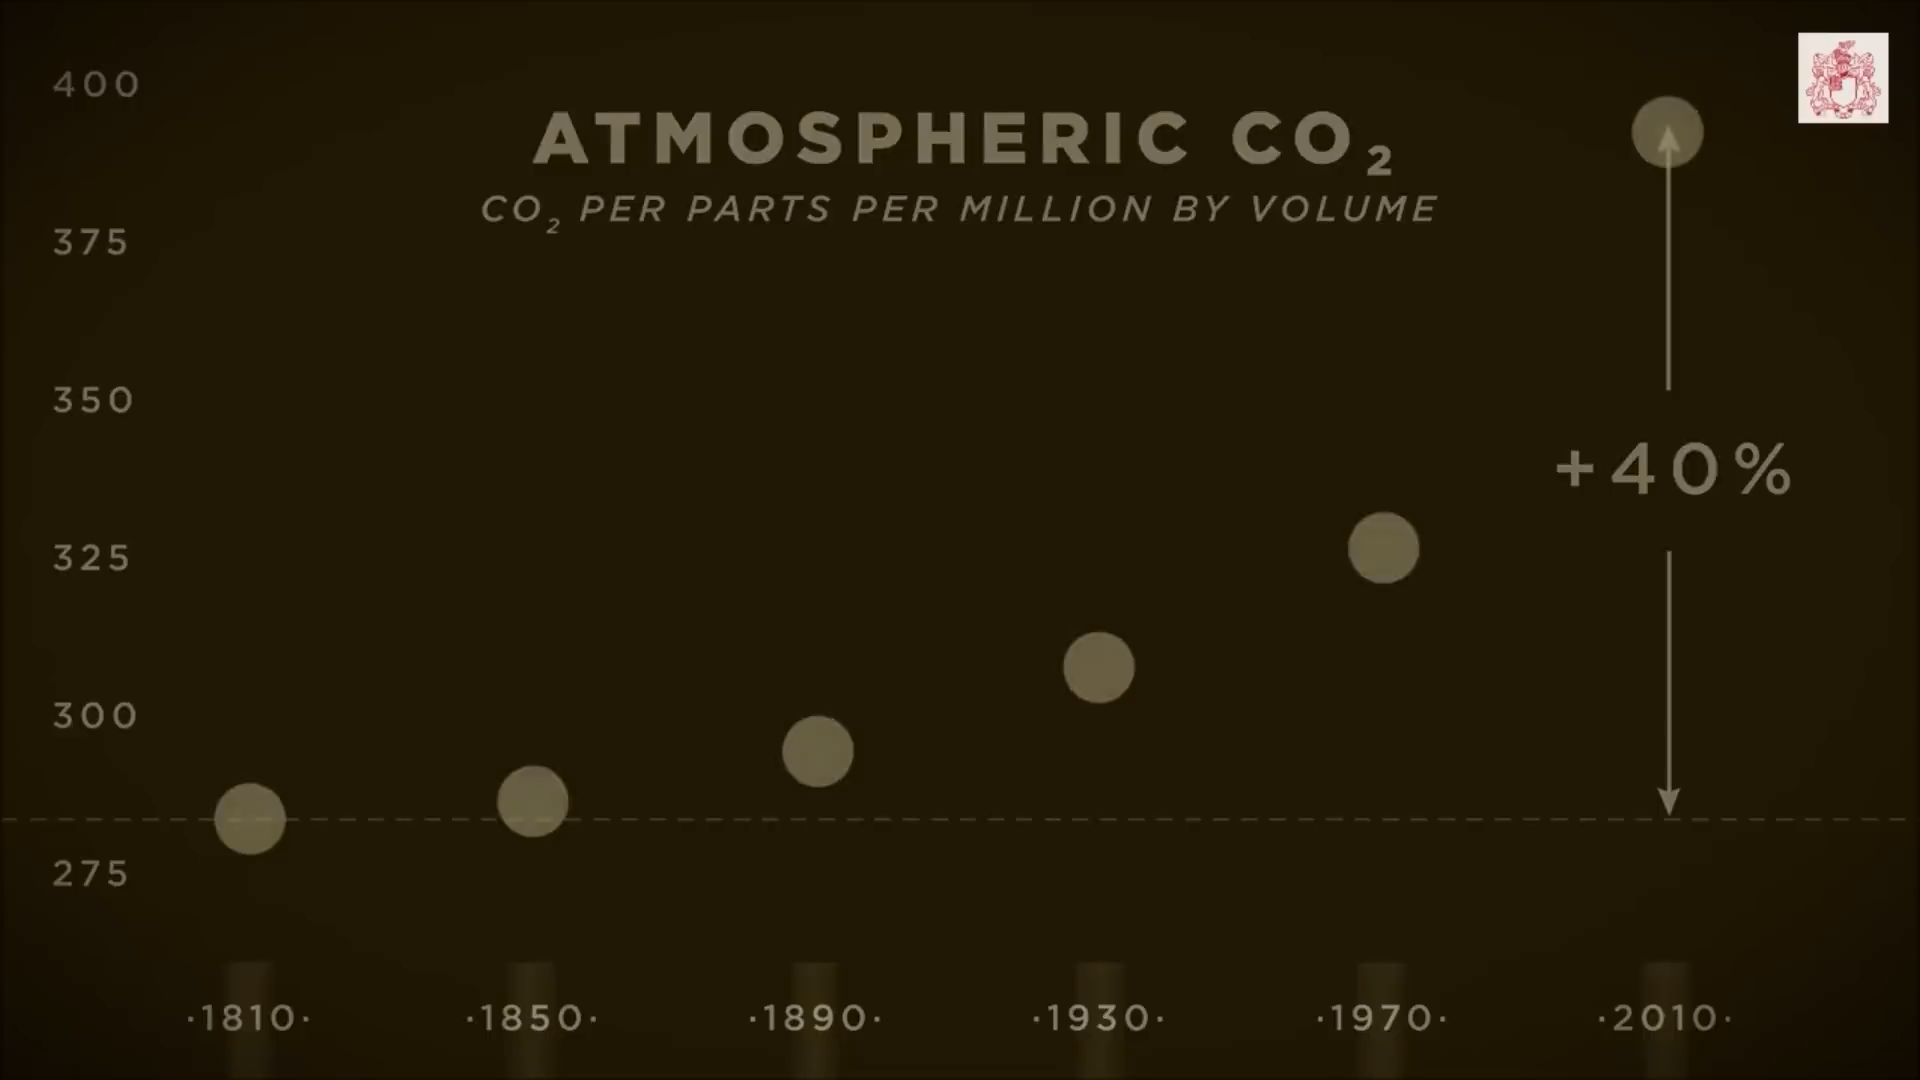 ATMOSPHERIC CO₂
CO₂ PER PARTS PER MILLION BY VOLUME
400
375
350
325
300
275
+40%
·1810· ·1850· ·1890· ·1930· ·1970· ·2010·